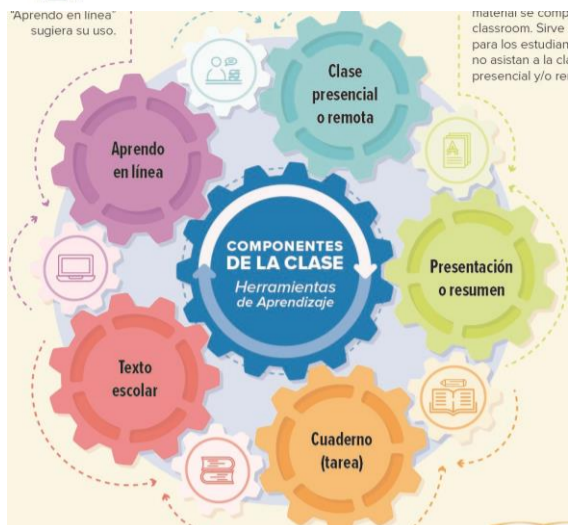 "Aprendo en línea"
sugiera su uso.
material se comp
classroom. Sirve
para los estudian
no asistan a la cla
presencial y/o re
Clase
presencial
o remota
Aprendo
en línea
COMPONENTES
DE LA CLASE
Herramientas
de Aprendizaje
Presentación
o resumen
Texto
escolar
Cuaderno
(tarea)
A